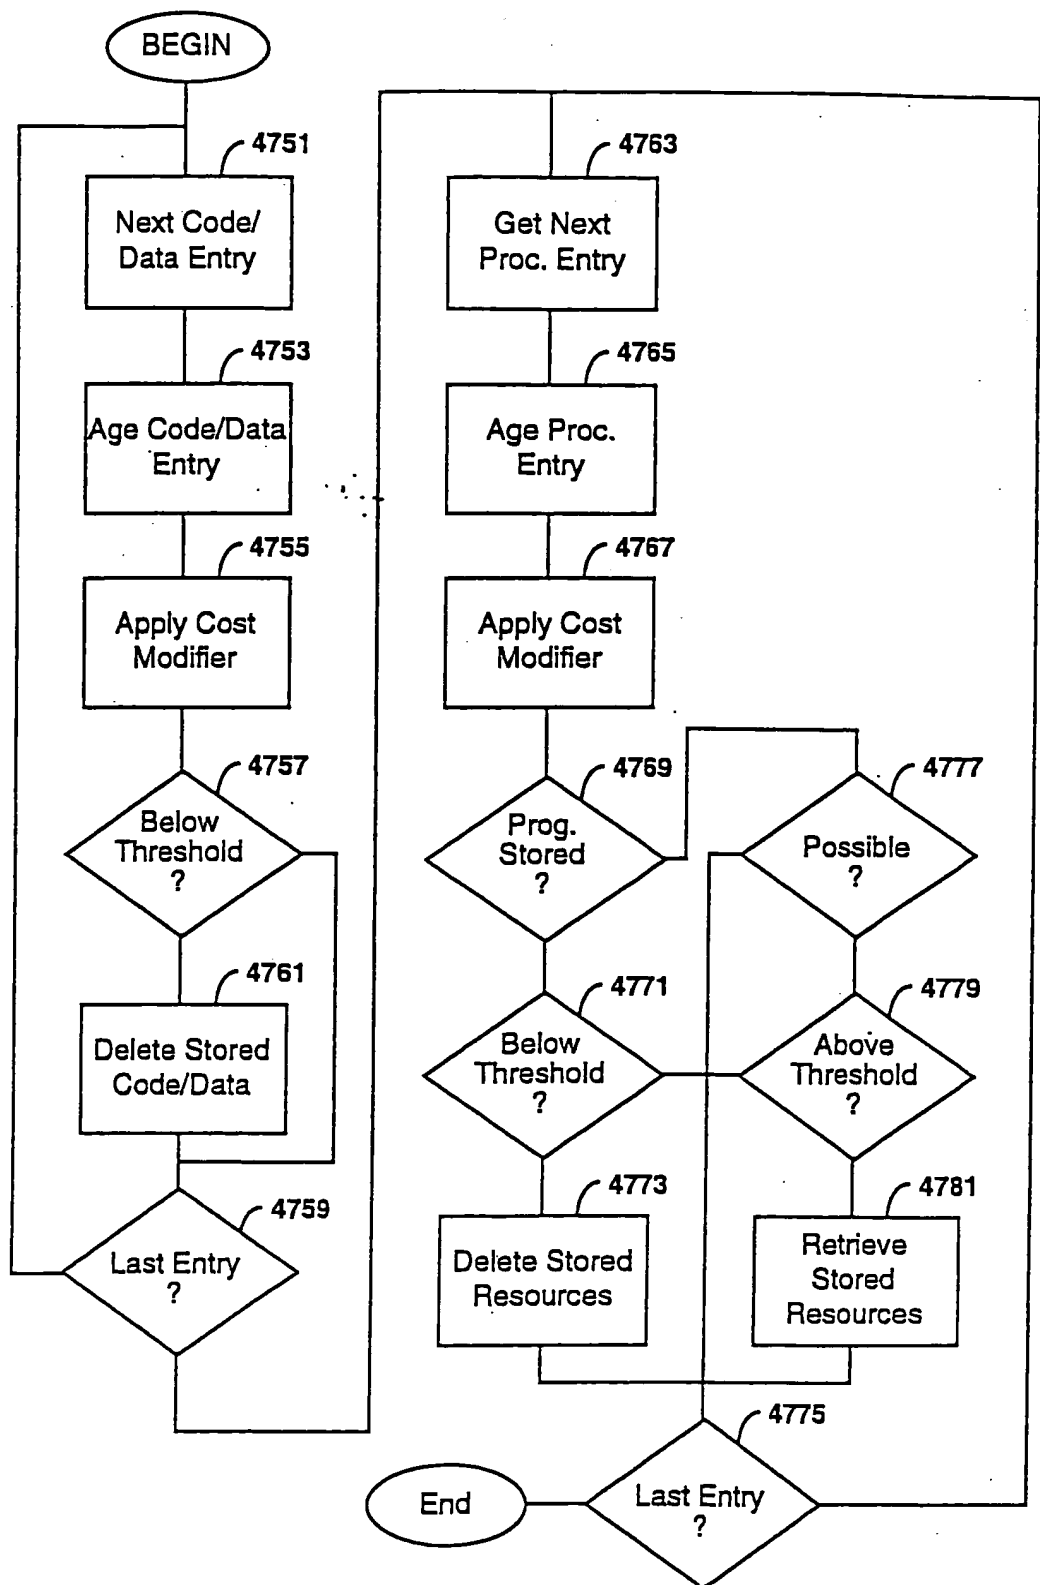 BEGIN
4751
Next Code/
Data Entry
4753
Age Code/Data
Entry
4755
Apply Cost
Modifier
4757
Below
Threshold
?
4761
Delete Stored
Code/Data
4759
Last Entry
?
4763
Get Next
Proc. Entry
4765
Age Proc.
Entry
4767
Apply Cost
Modifier
4769
Prog.
Stored
?
4777
Possible
?
4771
Below
Threshold
?
4779
Above
Threshold
?
4773
Delete Stored
Resources
4781
Retrieve
Stored
Resources
4775
Last Entry
?
End